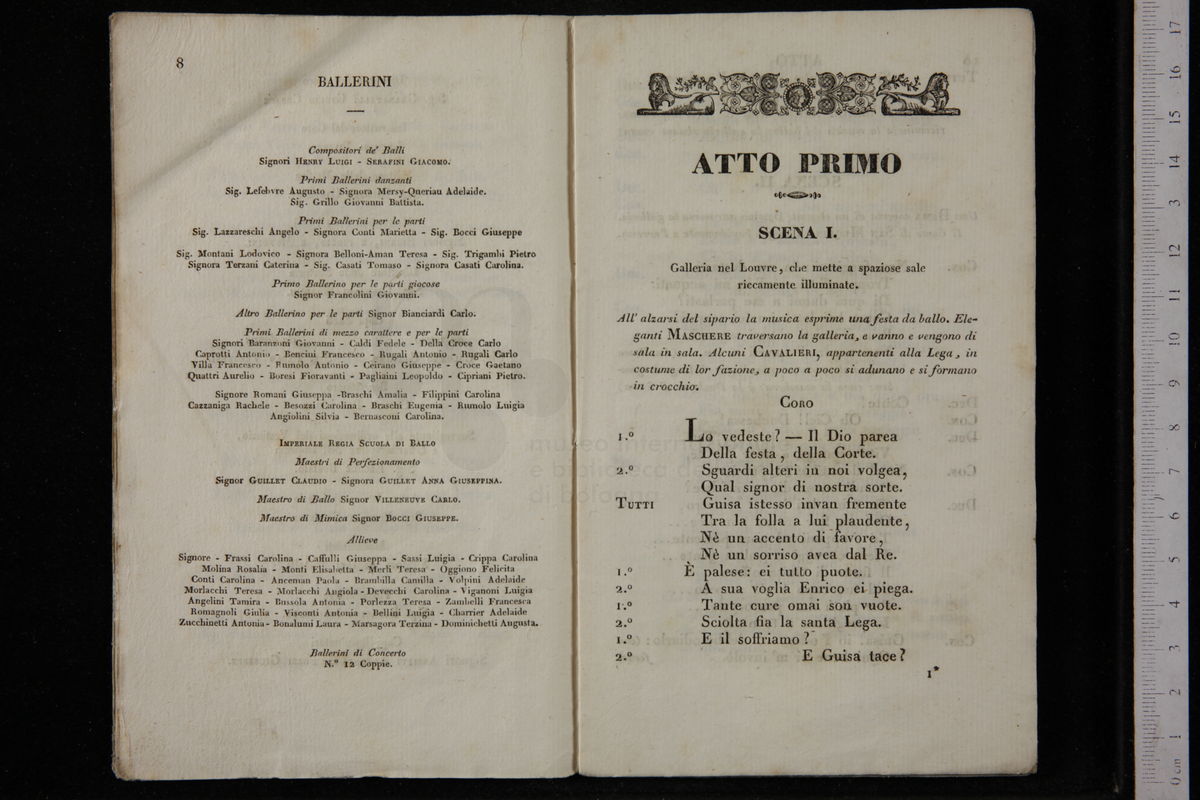 8
BALLERINI
Compositori de' Balli
Signori HENRY LUIGI - SERAFINI GIACOMO.
Primi Ballerini danzanti
Sig. Lefebvre Augusto - Signora Mersy-Queriau Adelaide.
Sig. Grillo Giovanni Battista.
Primi Ballerini per le parti
Sig. Lazzareschi Angelo - Signora Conti Marietta - Sig. Bocci Giuseppe
Sig. Montani Lodovico - Signora Belloni-Aman Teresa - Sig. Trigambi Pietro
Signora Terzani Caterina - Sig. Casati Tomaso - Signora Casati Carolina.
Primo Ballerino per le parti giocose
Signor Francolini Giovanni.
Altro Ballerino per le parti Signor Bianciardi Carlo.
Primi Ballerini di mezzo carattere e per le parti
Signori Baranzoni Giovanni - Caldi Fedele - Della Croce Carlo
Caprotti Antonio - Bencini Francesco - Rugali Antonio - Rugali Carlo
Villa Francesco - Rumolo Antonio - Ceirano Giuseppe - Croce Gaetano
Quattri Aurelio - Boresi Fioravanti - Pagliaini Leopoldo - Cipriani Pietro.
Signore Romani Giuseppa -Braschi Amalia - Filippini Carolina
Cazzaniga Rachele - Besozzi Carolina - Braschi Eugenia - Rumolo Luigia
Angiolini Silvia - Bernasconi Carolina.
IMPERIALE REGIA SCUOLA DI BALLO
Maestri di Perfezionamento
Signor GUILLET CLAUDIO - Signora GUILLET ANNA GIUSEPPINA.
Maestro di Ballo Signor VILLENEUVE CARLO.
Maestro di Mimica Signor BOCCI GIUSEPPE.
Allieve
Signore - Frassi Carolina - Caffulli Giuseppa - Sassi Luigia - Crippa Carolina
Molina Rosalia - Monti Elisabetta - Merli Teresa - Oggiono Felicita
Conti Carolina - Anceman Paola - Brambilla Camilla - Volpini Adelaide
Morlacchi Teresa - Morlacchi Angiola - Devecchi Carolina - Viganoni Luigia
Angelini Tamira - Bussola Antonia - Porlezza Teresa - Zambelli Francesca
Romagnoli Giulia - Visconti Antonia - Bellini Luigia - Charrier Adelaide
Zucchinetti Antonia - Bonalumi Laura - Marsagora Terzina - Dominichetti Augusta.
Ballerini di Concerto
N.º 12 Coppie.
ATTO PRIMO
SCENA I.
Galleria nel Louvre, che mette a spaziose sale
riccamente illuminate.
All' alzarsi del sipario la musica esprime una festa da ballo. Ele-
ganti MASCHERE traversano la galleria, e vanno e vengono di
sala in sala. Alcuni CAVALIERI, appartenenti alla Lega, in
costume di lor fazione, a poco a poco si adunano e si formano
in crocchio.
CORO
1.º Lo vedeste? — Il Dio parea
Della festa, della Corte.
2.º Sguardi alteri in noi volgea,
Qual signor di nostra sorte.
TUTTI Guisa istesso invan fremente
Tra la folla a lui plaudente,
Nè un accento di favore,
Nè un sorriso avea dal Re.
1.º È palese: ei tutto puote.
2.º A sua voglia Enrico ei piega.
1.º Tante cure omai son vuote.
2.º Sciolta fia la santa Lega.
1.º E il soffriamo?
2.º E Guisa tace?
1*